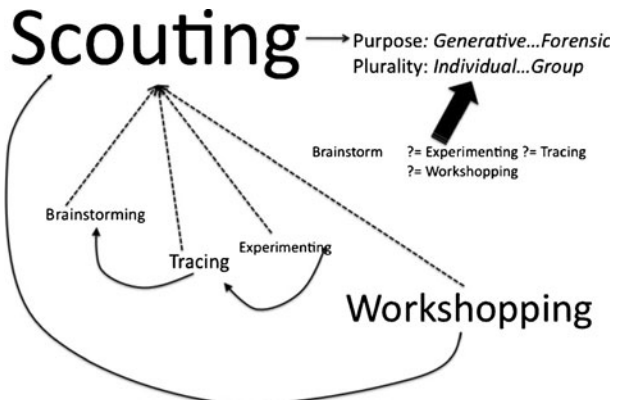 Scouting
Purpose: Generative...Forensic
Plurality: Individual...Group
Brainstorm ?= Experimenting ?= Tracing
?= Workshopping
Brainstorming
Tracing
Experimenting
Workshopping